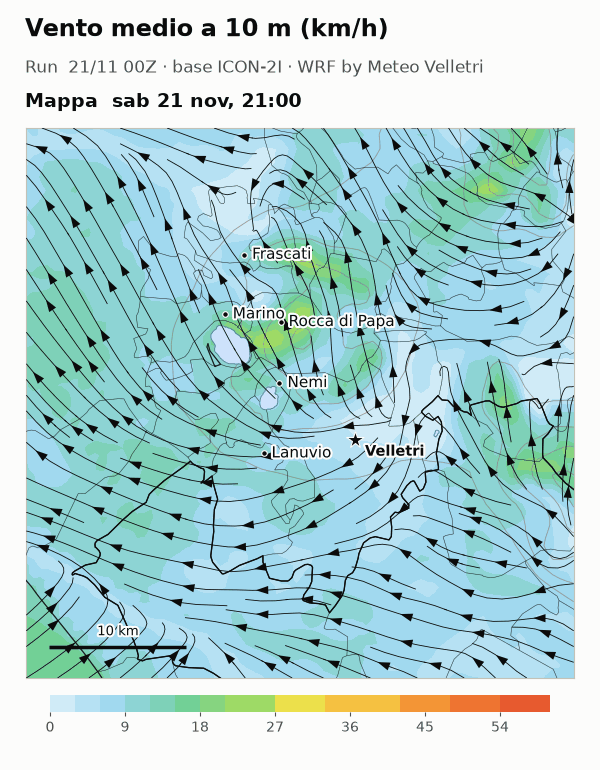 Vento medio a 10 m (km/h)
Run  21/11 00Z · base ICON-2I · WRF by Meteo Velletri
Mappa  sab 21 nov, 21:00
Frascati
Marino
Rocca di Papa
Nemi
Velletri
Lanuvio
10 km
0 9 18 27 36 45 54